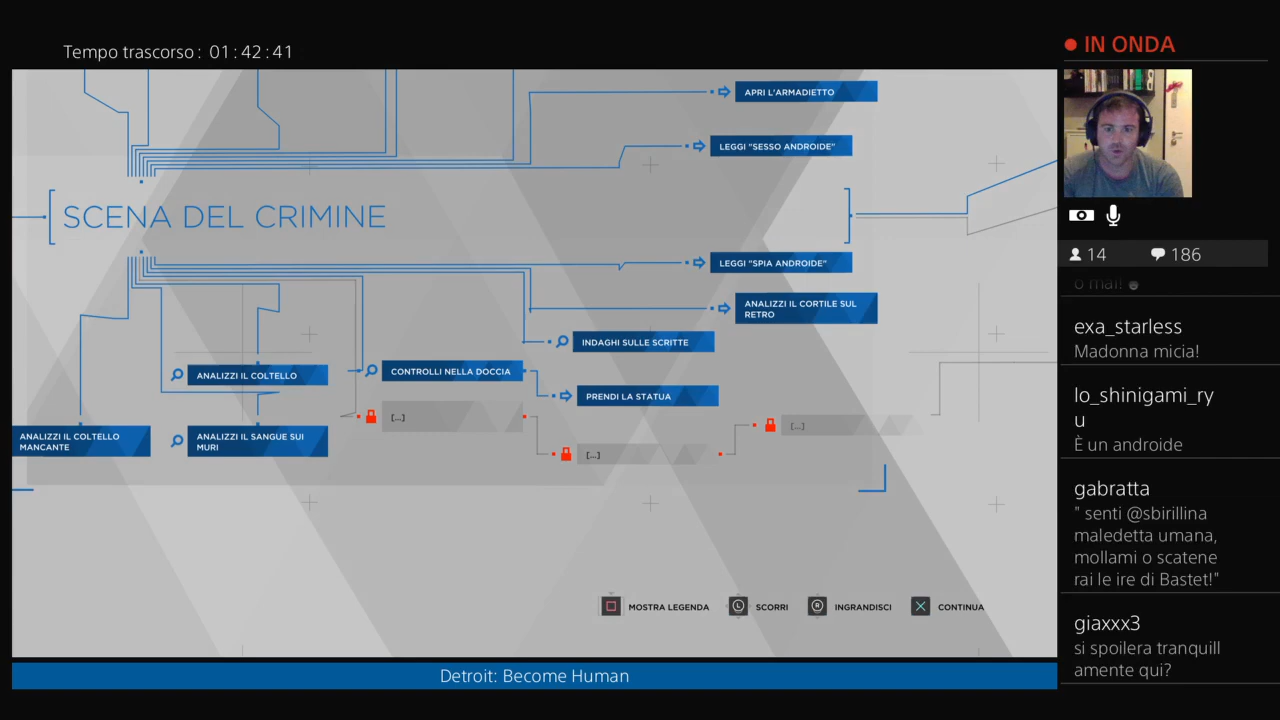 Tempo trascorso: 01:42:41
IN ONDA
APRI L'ARMADIETTO
LEGGI "SESSO ANDROIDE"
SCENA DEL CRIMINE
LEGGI "SPIA ANDROIDE"
ANALIZZI IL CORTILE SUL
RETRO
INDAGHI SULLE SCRITTE
ANALIZZI IL COLTELLO
CONTROLLI NELLA DOCCIA
PRENDI LA STATUA
[...]
[...]
[...]
ANALIZZI IL COLTELLO
MANCANTE
ANALIZZI IL SANGUE SUI
MURI
MOSTRA LEGENDA
L
SCORRI
R
INGRANDISCI
CONTINUA
Detroit: Become Human
14
186
o mai!
exa_starless
Madonna micia!
lo_shinigami_ry
u
È un androide
gabratta
" senti @sbirillina
maledetta umana,
mollami o scatene
rai le ire di Bastet!"
giaxxx3
si spoilera tranquill
amente qui?